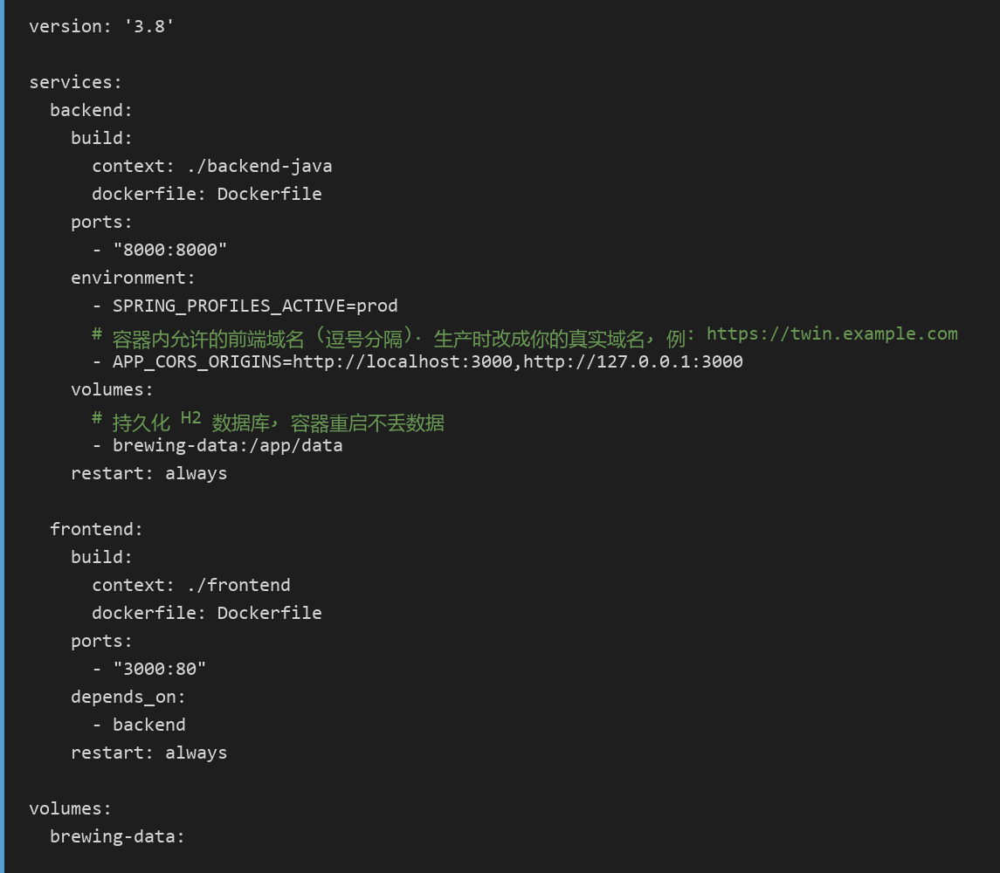 version: '3.8'

services:
  backend:
    build:
      context: ./backend-java
      dockerfile: Dockerfile
    ports:
      - "8000:8000"
    environment:
      - SPRING_PROFILES_ACTIVE=prod
      # 容器内允许的前端域名 (逗号分隔). 生产时改成你的真实域名, 例: https://twin.example.com
      - APP_CORS_ORIGINS=http://localhost:3000,http://127.0.0.1:3000
    volumes:
      # 持久化 H2 数据库, 容器重启不丢数据
      - brewing-data:/app/data
    restart: always

  frontend:
    build:
      context: ./frontend
      dockerfile: Dockerfile
    ports:
      - "3000:80"
    depends_on:
      - backend
    restart: always

volumes:
  brewing-data: